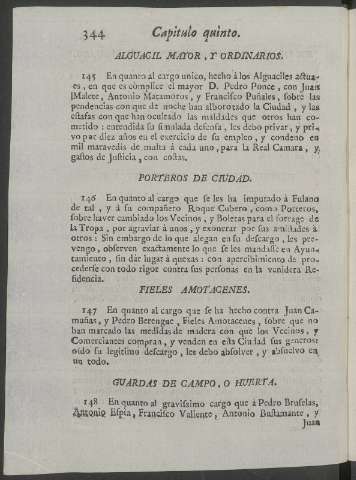 344 Capitulo quinto.
ALGUACIL MAYOR, Y ORDINARIOS.
145 En quanto al cargo unico, hecho á los Alguaciles actua-
es, en que es complice el mayor D. Pedro Ponce, con Juan
Malete, Antonio Matamoros, y Francisco Puñales, sobre las
pendencias con que de noche han alborotado la Ciudad, y las
estafas con que han ocultado las maldades que otros han co-
metido: entendida su simulada defensa, les debo privar, y pri-
vo por diez años en el exercicio de su empleo, y condeno en
mil maravedis de multa á cada uno, para la Real Camara, y
gastos de Justicia, con costas.
PORTEROS DE CIUDAD.
146 En quanto al cargo que se les ha imputado á Fulano
de tal, y á su compañero Roque Cubero, como Porteros,
sobre haver cambiado los Vecinos, y Boletas para el forrage de
la Tropa, por agraviar á unos, y exonerar por sus amistades á
otros: Sin embargo de lo que alegan en su descargo, les pre-
vengo, observen exactamente lo que se les mandasse en Ayun-
tamiento, sin dar lugar á quexas: con apercibimiento de pro-
cederse con todo rigor contra sus personas en la venidera Re-
sidencia.
FIELES AMOTACENES.
147 En quanto al cargo que se ha hecho contra Juan Ca-
muñas, y Pedro Berengue, Fieles Amotacenes, sobre que no
han marcado las medidas de madera con que los Vecinos, y
Comerciantes compran, y venden en esta Ciudad sus generos:
oído su legitimo descargo, les debo absolver, y absuelvo en
un todo.
GUARDAS DE CAMPO, O HUERTA.
148 En quanto al gravissimo cargo que á Pedro Bruselas,
Antonio Espia, Francisco Valiente, Antonio Bustamante, y
Juan